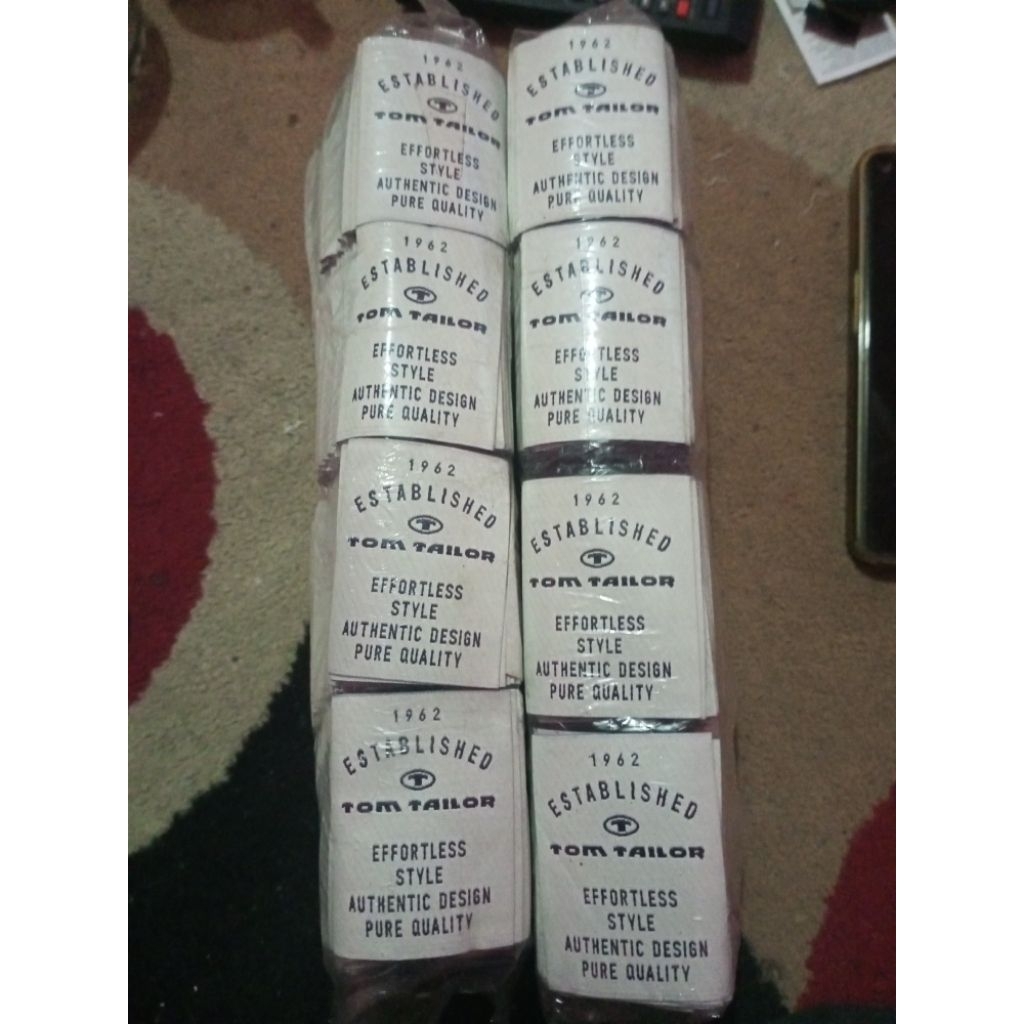 1962
ESTABLISHED
TOM TAILOR
EFFORTLESS
STYLE
AUTHENTIC DESIGN
PURE QUALITY
1962
ESTABLISHED
TOM TAILOR
EFFORTLESS
STYLE
AUTHENTIC DESIGN
PURE QUALITY
1962
ESTABLISHED
TOM TAILOR
EFFORTLESS
STYLE
AUTHENTIC DESIGN
PURE QUALITY
1962
ESTABLISHED
TOM TAILOR
EFFORTLESS
STYLE
AUTHENTIC DESIGN
PURE QUALITY
1962
ESTABLISHED
TOM TAILOR
EFFORTLESS
STYLE
AUTHENTIC DESIGN
PURE QUALITY
1962
ESTABLISHED
TOM TAILOR
EFFORTLESS
STYLE
AUTHENTIC DESIGN
PURE QUALITY
1962
ESTABLISHED
TOM TAILOR
EFFORTLESS
STYLE
AUTHENTIC DESIGN
PURE QUALITY
1962
ESTABLISHED
TOM TAILOR
EFFORTLESS
STYLE
AUTHENTIC DESIGN
PURE QUALITY